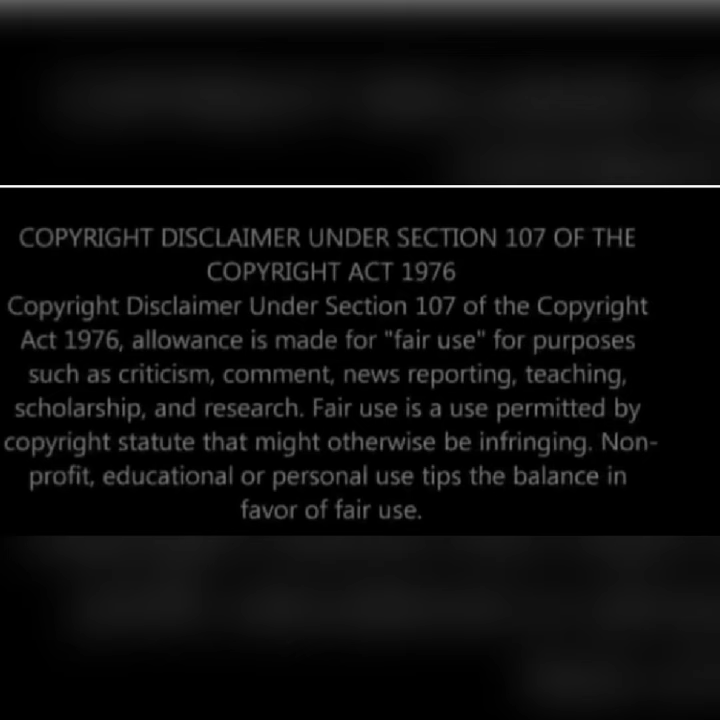 COPYRIGHT DISCLAIMER UNDER SECTION 107 OF THE
COPYRIGHT ACT 1976
Copyright Disclaimer Under Section 107 of the Copyright
Act 1976, allowance is made for "fair use" for purposes
such as criticism, comment, news reporting, teaching,
scholarship, and research. Fair use is a use permitted by
copyright statute that might otherwise be infringing. Non-
profit, educational or personal use tips the balance in
favor of fair use.